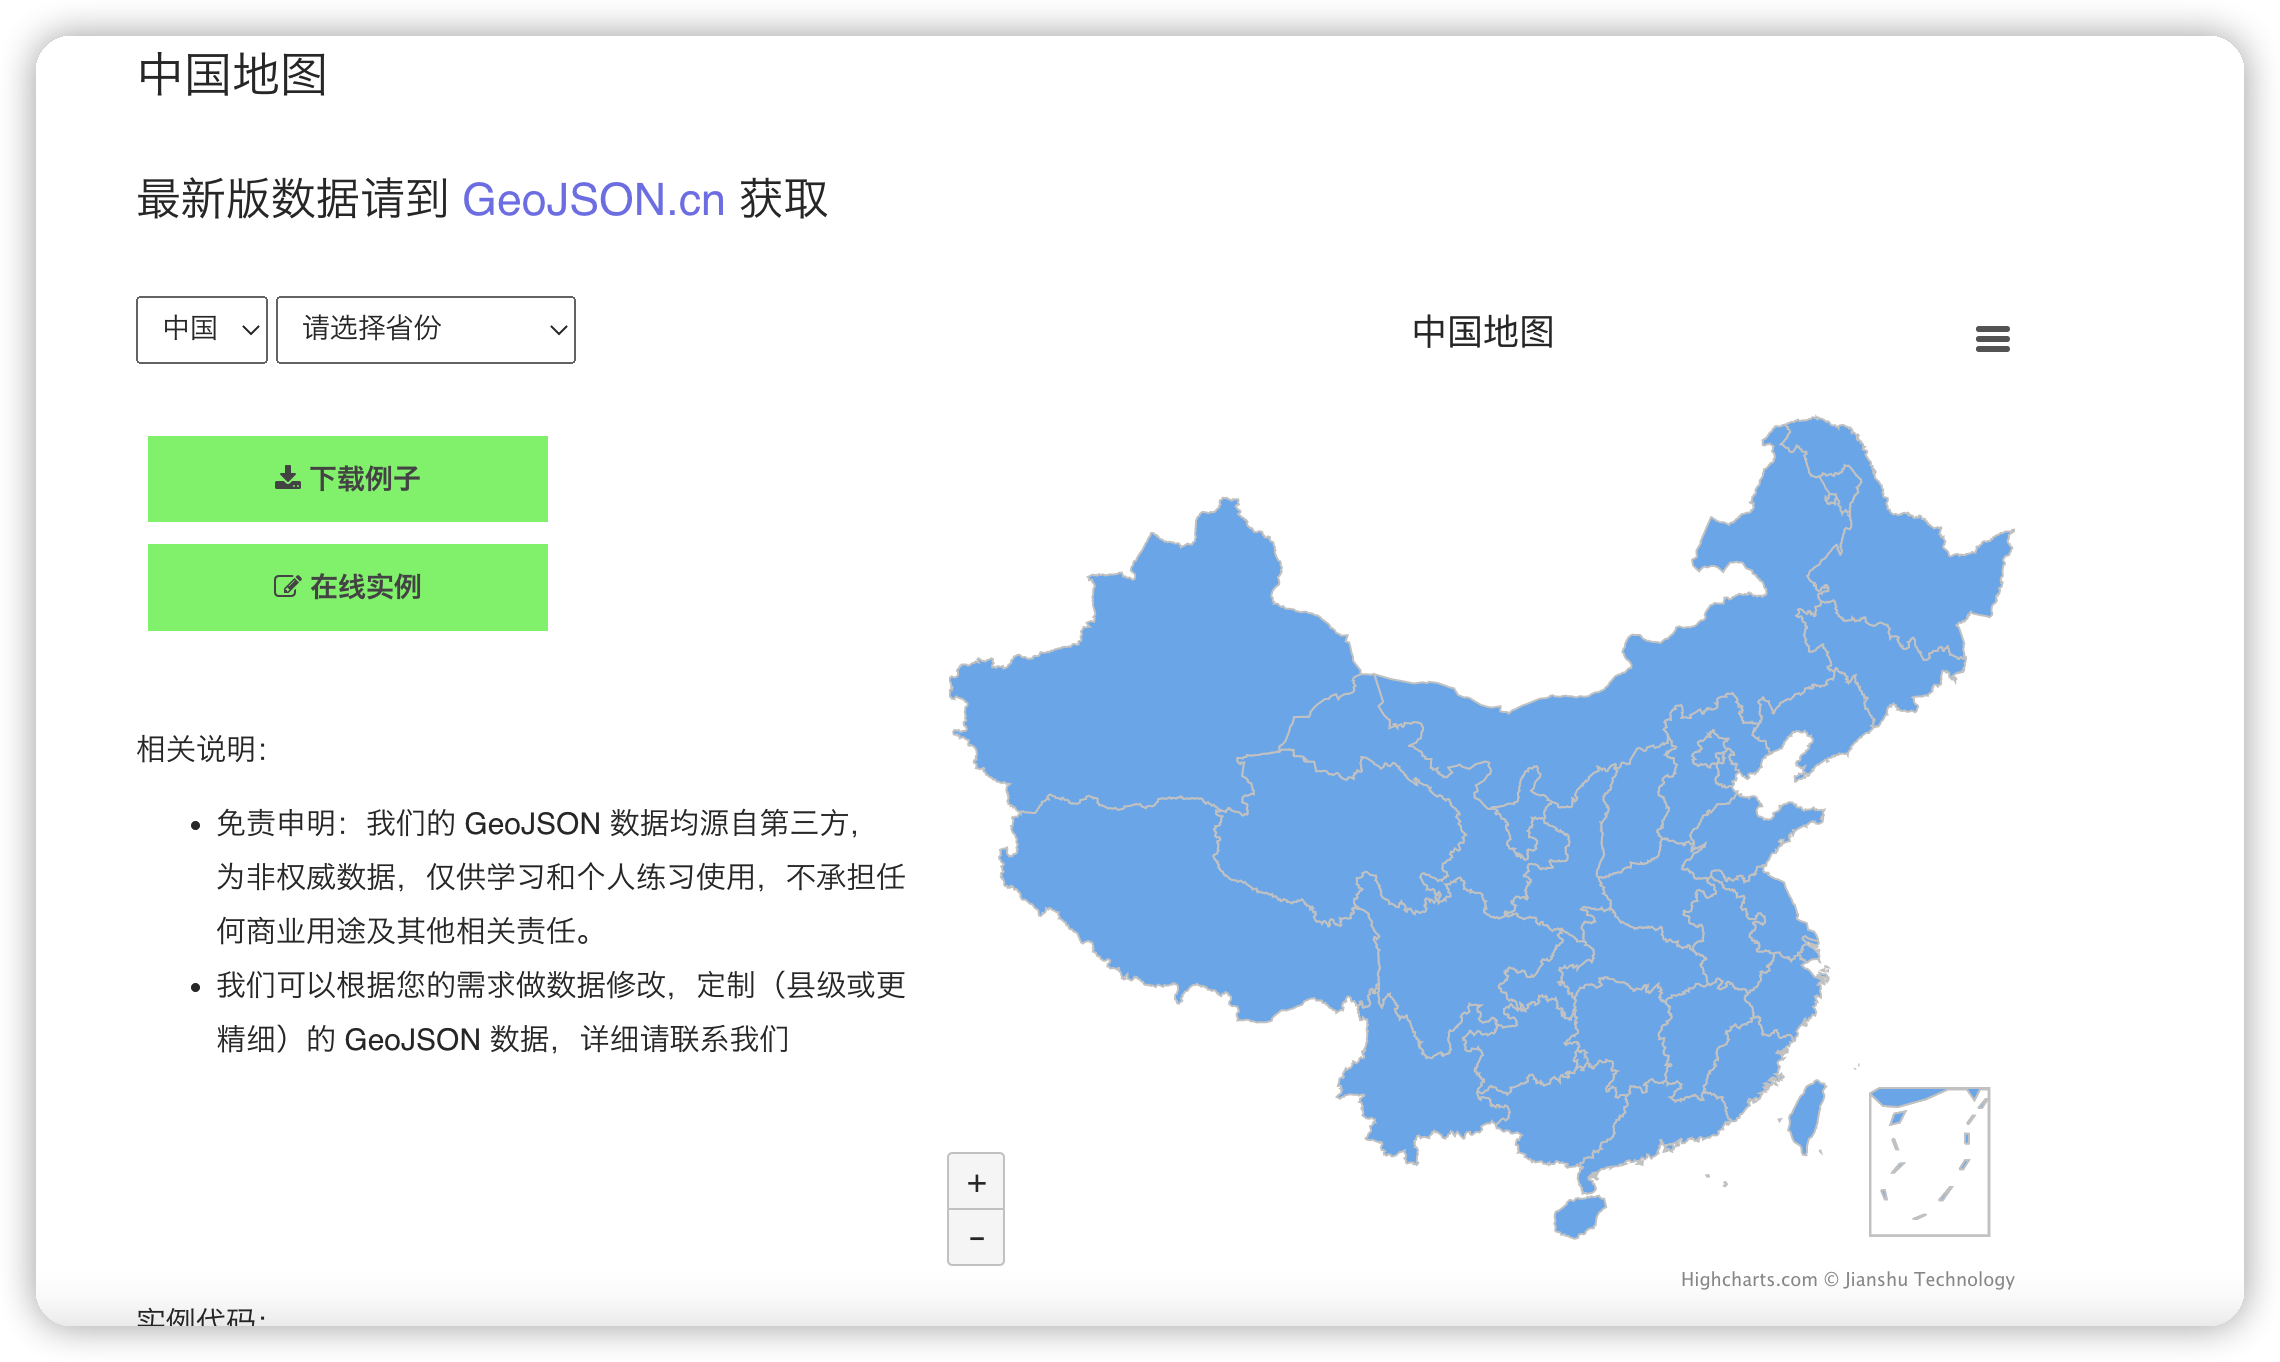 中国地图
最新版数据请到 GeoJSON.cn 获取
中国
请选择省份
下载例子
在线实例
相关说明：
• 免责申明：我们的 GeoJSON 数据均源自第三方，
为非权威数据，仅供学习和个人练习使用，不承担任
何商业用途及其他相关责任。
• 我们可以根据您的需求做数据修改，定制（县级或更
精细）的 GeoJSON 数据，详细请联系我们
实例代码：
中国地图
+
-
Highcharts.com © Jianshu Technology